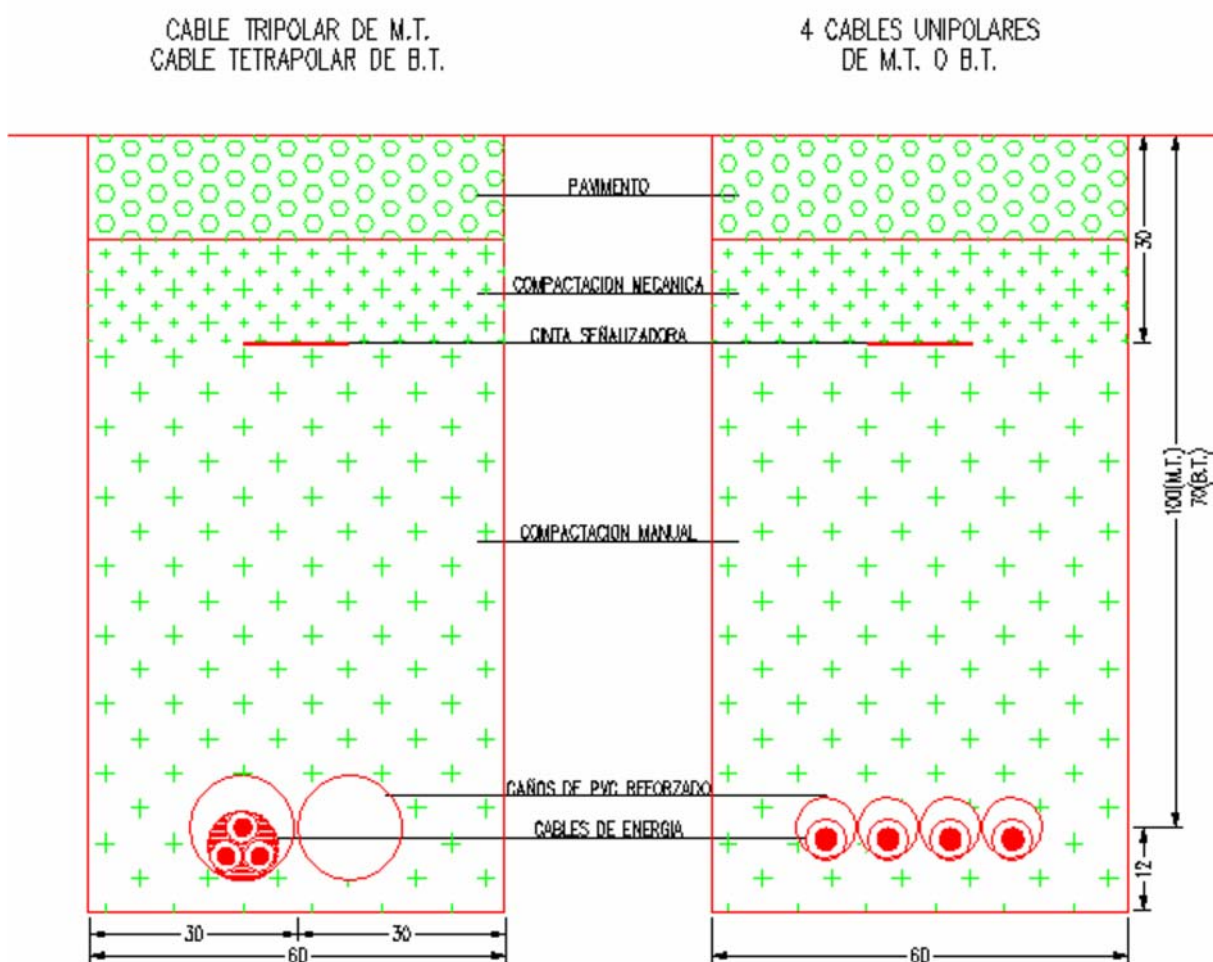 CABLE TRIPOLAR DE M.T.
CABLE TETRAPOLAR DE B.T.
4 CABLES UNIPOLARES
DE M.T. O B.T.
PAVIMENTO
COMPACTACION MECANICA
CINTA SEÑALIZADORA
COMPACTACION MANUAL
CAÑOS DE PVC REFORZADO
CABLES DE ENERGIA
30
100(M.T.)
70(B.T.)
12
30
30
60
60